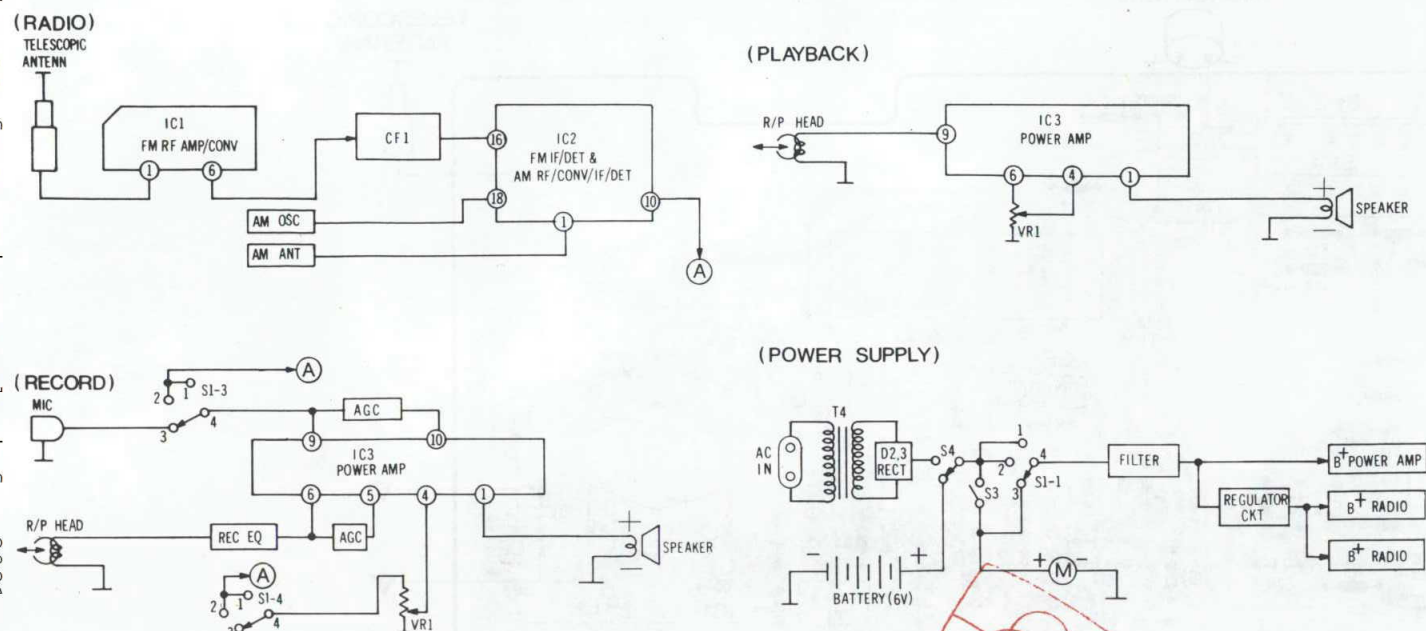 (RADIO)
TELESCOPIC
ANTENN
IC1
FM RF AMP/CONV
1
6
CF1
16
IC2
FM IF/DET &
AM RF/CONV/IF/DET
18
10
1
AM OSC
AM ANT
A
(PLAYBACK)
R/P HEAD
9
IC3
POWER AMP
6
4
1
VR1
+
SPEAKER
−
(RECORD)
MIC
A
2
1
S1-3
3
4
AGC
9
10
IC3
POWER AMP
6
5
4
1
R/P HEAD
REC EQ
AGC
+
SPEAKER
−
A
2
1
S1-4
3
4
VR1
(POWER SUPPLY)
T4
AC
IN
D2,3
RECT
S4
1
2
4
S3
3
S1-1
FILTER
B+ POWER AMP
REGULATOR
CKT
B+ RADIO
B+ RADIO
−
+
BATTERY (6V)
+
M